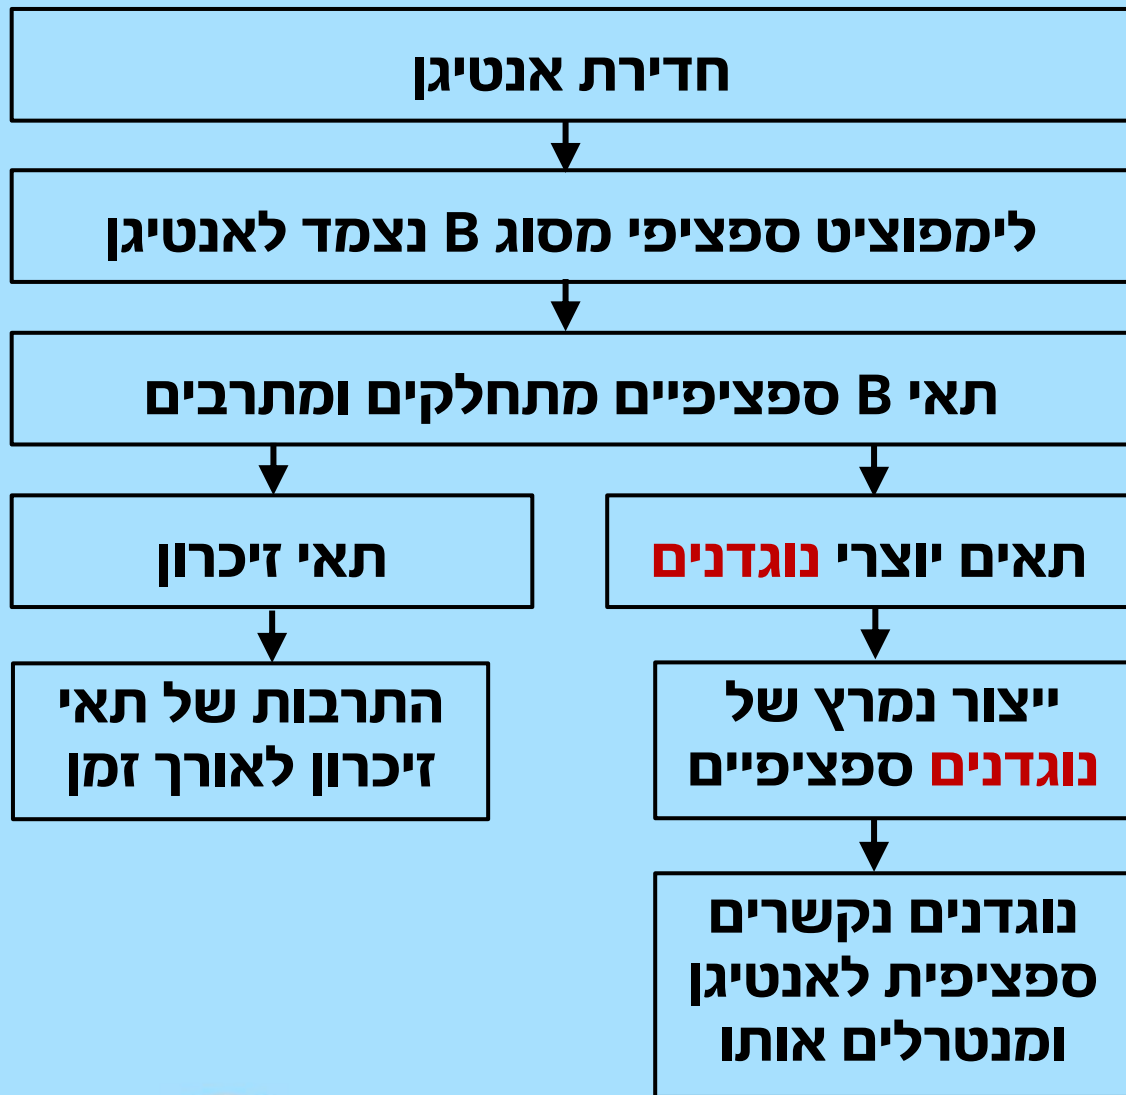 חדירת אנטיגן
לימפוציט ספציפי מסוג B נצמד לאנטיגן
תאי B ספציפיים מתחלקים ומתרבים
תאים יוצרי נוגדנים
תאי זיכרון
ייצור נמרץ של
נוגדנים ספציפיים
התרבות של תאי
זיכרון לאורך זמן
נוגדנים נקשרים
ספציפית לאנטיגן
ומנטרלים אותו